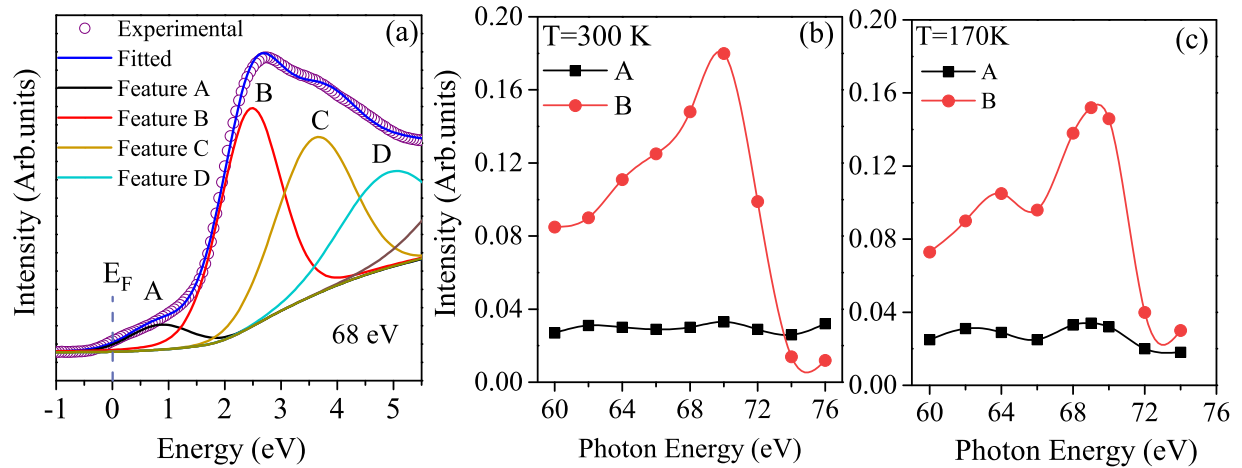 (a)
Experimental
Fitted
Feature A
Feature B
Feature C
Feature D
A
B
C
D
E_F
68 eV
Intensity (Arb.units)
-1 0 1 2 3 4 5
Energy (eV)
(b)
T=300 K
A
B
0.20
0.16
0.12
0.08
0.04
0.00
Intensity (Arb.units)
60 64 68 72 76
Photon Energy (eV)
(c)
T=170K
A
B
0.20
0.16
0.12
0.08
0.04
0.00
60 64 68 72 76
Photon Energy (eV)